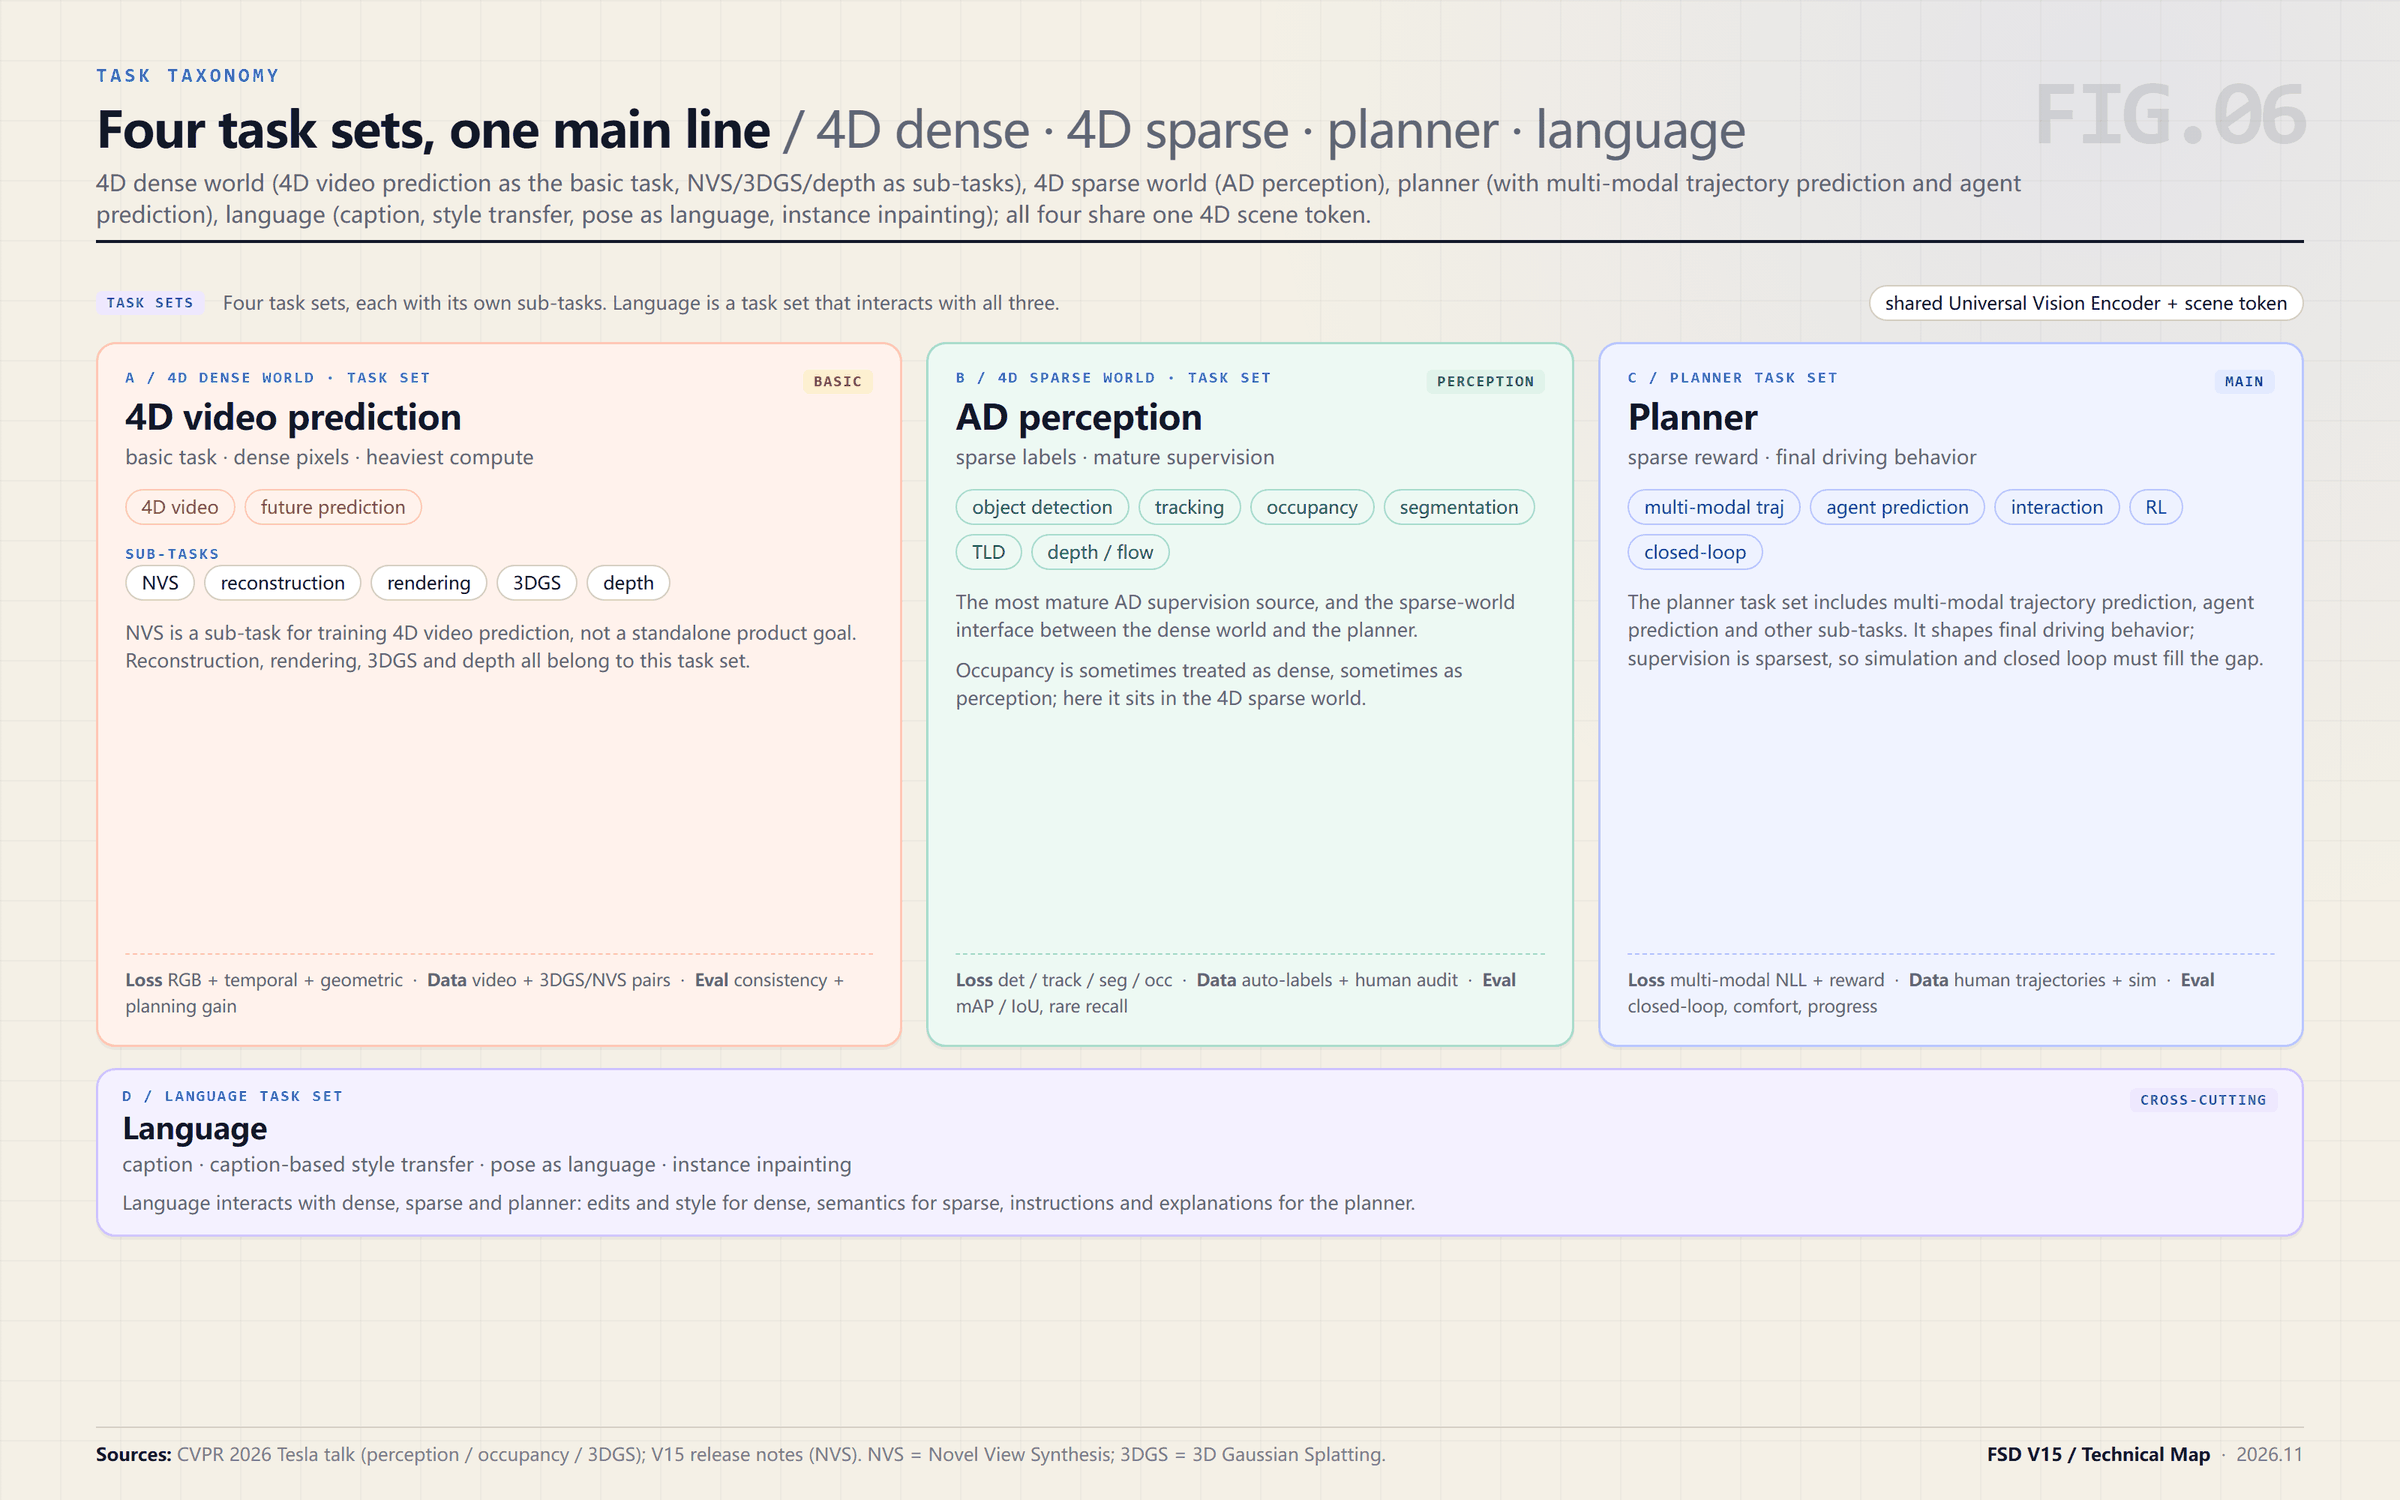 TASK TAXONOMY
FIG.06
Four task sets, one main line / 4D dense · 4D sparse · planner · language
4D dense world (4D video prediction as the basic task, NVS/3DGS/depth as sub-tasks), 4D sparse world (AD perception), planner (with multi-modal trajectory prediction and agent
prediction), language (caption, style transfer, pose as language, instance inpainting); all four share one 4D scene token.
TASK SETS Four task sets, each with its own sub-tasks. Language is a task set that interacts with all three.
shared Universal Vision Encoder + scene token
A / 4D DENSE WORLD · TASK SET
BASIC
4D video prediction
basic task · dense pixels · heaviest compute
4D video future prediction
SUB-TASKS
NVS reconstruction rendering 3DGS depth
NVS is a sub-task for training 4D video prediction, not a standalone product goal.
Reconstruction, rendering, 3DGS and depth all belong to this task set.
Loss RGB + temporal + geometric · Data video + 3DGS/NVS pairs · Eval consistency +
planning gain
B / 4D SPARSE WORLD · TASK SET
PERCEPTION
AD perception
sparse labels · mature supervision
object detection tracking occupancy segmentation
TLD depth / flow
The most mature AD supervision source, and the sparse-world
interface between the dense world and the planner.
Occupancy is sometimes treated as dense, sometimes as
perception; here it sits in the 4D sparse world.
Loss det / track / seg / occ · Data auto-labels + human audit · Eval
mAP / IoU, rare recall
C / PLANNER TASK SET
MAIN
Planner
sparse reward · final driving behavior
multi-modal traj agent prediction interaction RL
closed-loop
The planner task set includes multi-modal trajectory prediction, agent
prediction and other sub-tasks. It shapes final driving behavior;
supervision is sparsest, so simulation and closed loop must fill the gap.
Loss multi-modal NLL + reward · Data human trajectories + sim · Eval
closed-loop, comfort, progress
D / LANGUAGE TASK SET
CROSS-CUTTING
Language
caption · caption-based style transfer · pose as language · instance inpainting
Language interacts with dense, sparse and planner: edits and style for dense, semantics for sparse, instructions and explanations for the planner.
Sources: CVPR 2026 Tesla talk (perception / occupancy / 3DGS); V15 release notes (NVS). NVS = Novel View Synthesis; 3DGS = 3D Gaussian Splatting.
FSD V15 / Technical Map · 2026.11